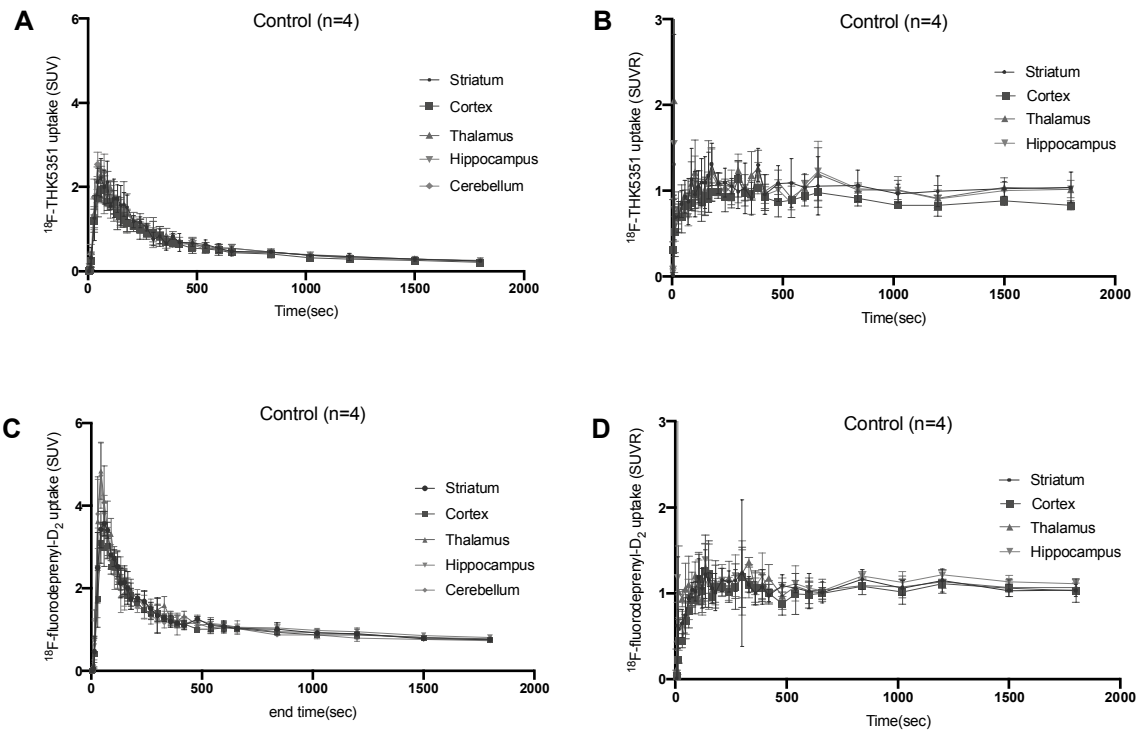 A
Control (n=4)
¹⁸F-THK5351 uptake (SUV)
6
4
2
0
0
500
1000
1500
2000
Time(sec)
Striatum
Cortex
Thalamus
Hippocampus
Cerebellum
B
Control (n=4)
¹⁸F-THK5351 uptake (SUVR)
3
2
1
0
0
500
1000
1500
2000
Time(sec)
Striatum
Cortex
Thalamus
Hippocampus
C
Control (n=4)
¹⁸F-fluorodeprenyl-D₂ uptake (SUV)
6
4
2
0
0
500
1000
1500
2000
end time(sec)
Striatum
Cortex
Thalamus
Hippocampus
Cerebellum
D
Control (n=4)
¹⁸F-fluorodeprenyl-D₂ uptake (SUVR)
3
2
1
0
0
500
1000
1500
2000
Time(sec)
Striatum
Cortex
Thalamus
Hippocampus